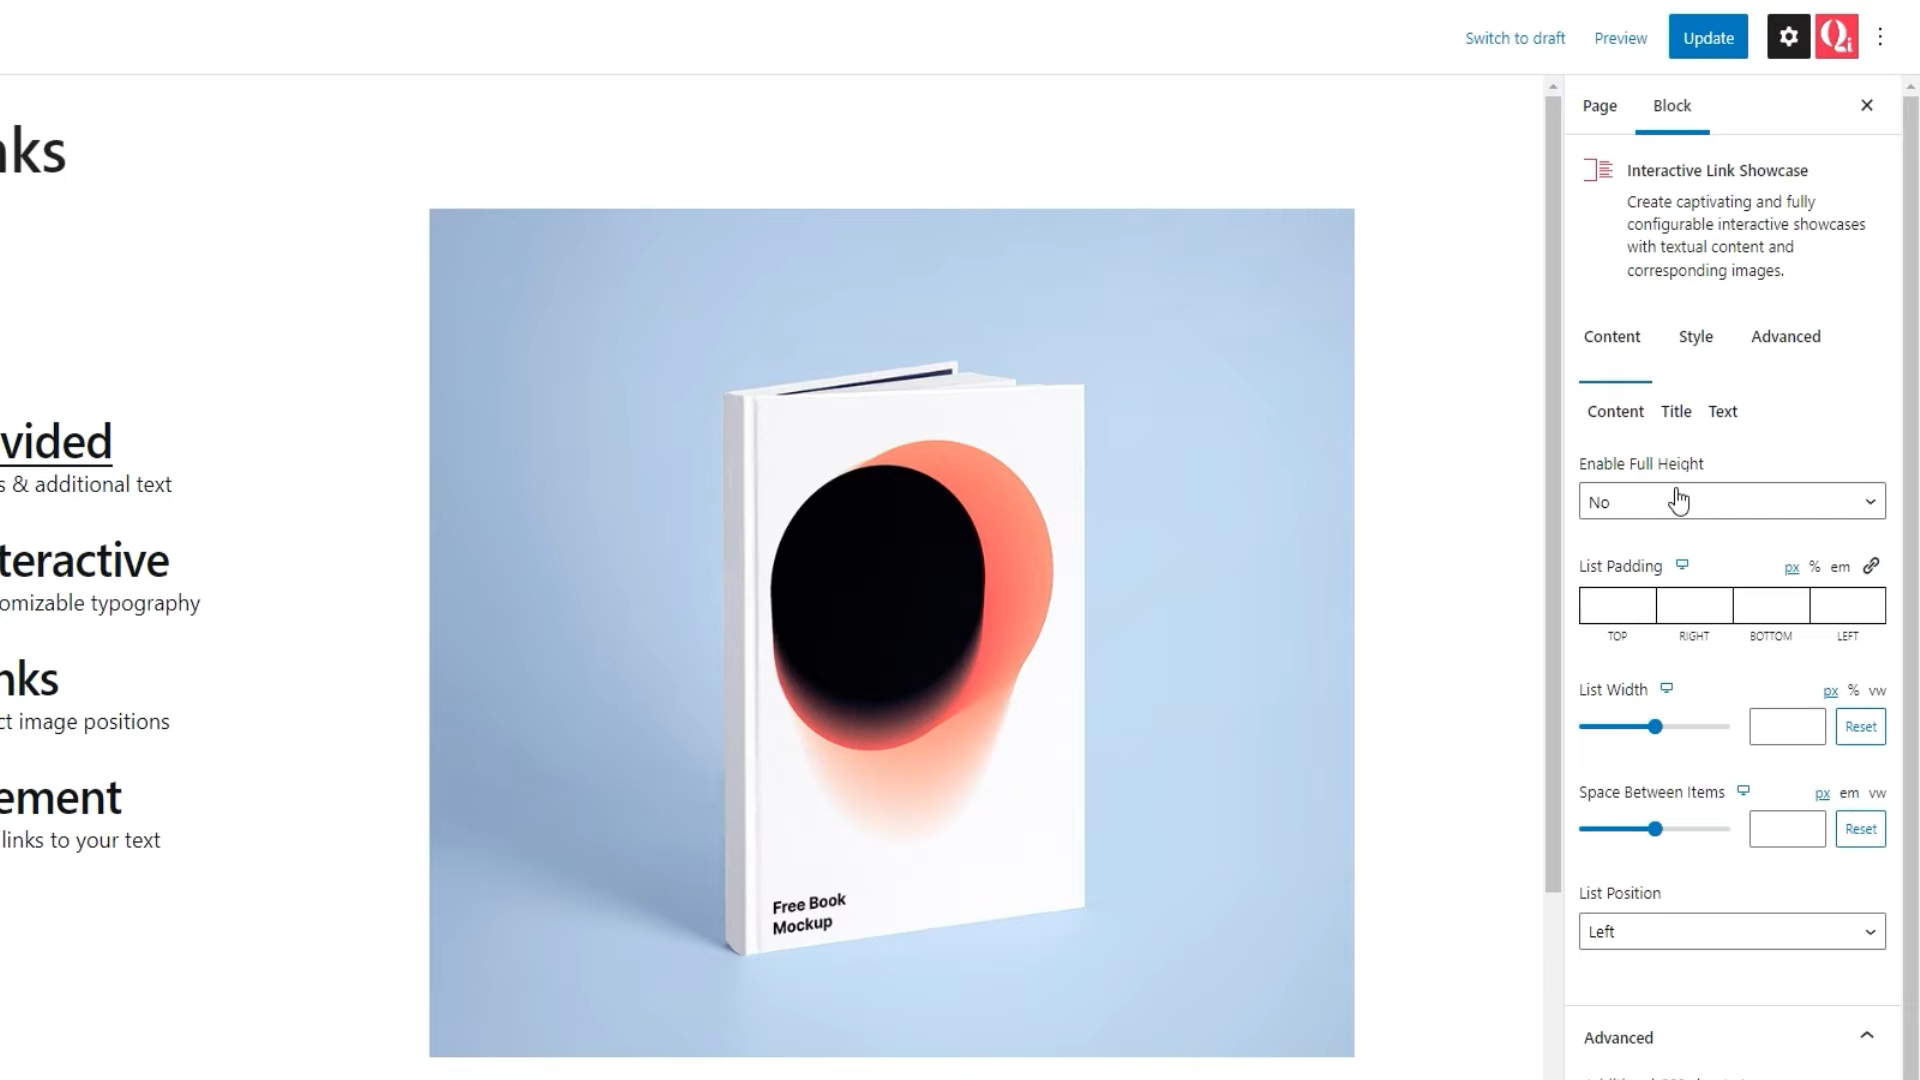 Switch to draft
Preview
Update
Qi
nks
vided
s & additional text
teractive
omizable typography
nks
ct image positions
ement
links to your text
Free Book
Mockup
Page
Block
Interactive Link Showcase
Create captivating and fully
configurable interactive showcases
with textual content and
corresponding images.
Content
Style
Advanced
Content
Title
Text
Enable Full Height
No
List Padding
px % em
TOP
RIGHT
BOTTOM
LEFT
List Width
px % vw
Reset
Space Between Items
px em vw
Reset
List Position
Left
Advanced